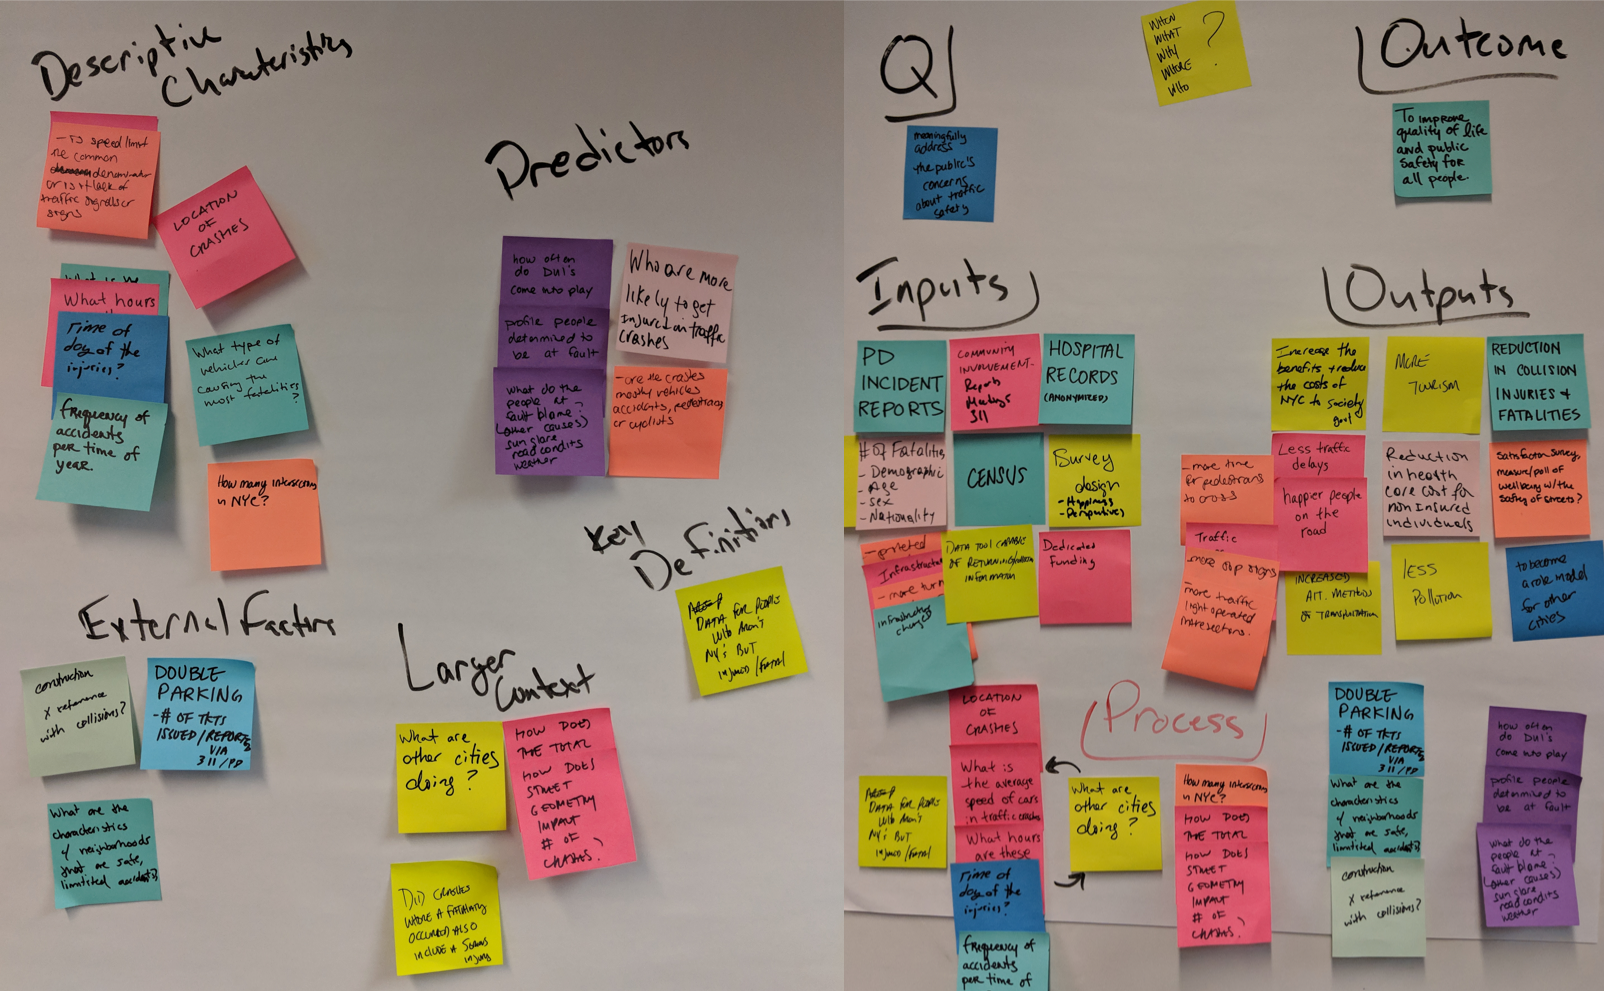 Descriptive
Characteristics
- IS speed limit
the common
denominator
or is it lack of
traffic signals or
signs
LOCATION
OF
CRASHES
What is the
What hours
Time of
day of the
injuries?
frequency of
accidents
per time of
year.
What type of
vehicles are
causing the
most fatalities
?
How many intersections
in NYC?
Predictors
how often
do DUI's
come into play
profile people
determined to
be at fault
What do the
people at
fault blame?
(other causes)
sun glare
road condits
weather
Who are more
likely to get
injured in traffic
crashes
- are the crashes
mostly vehicles
accidents, pedestrians
or cyclists
Key
Definitions
DATA FOR PEOPLE
WHO AREN'T
NY'S BUT
INJURED/FATAL
External Factors
construction
x reference
with collisions?
DOUBLE
PARKING
- # OF TKTS
ISSUED/REPORTED
VIA
311/PD
What are the
characteristics
of neighborhoods
that are safe,
limited accidents?
Larger
Context
What are
other cities
doing?
HOW DOES
THE TOTAL
HOW DOES
STREET
GEOMETRY
IMPACT
# OF
CRASHES?
DID CRASHES
WHERE A FATALITY
OCCURRED ALSO
INCLUDE A SERIOUS
INJURY
Q
meaningfully
address
the public's
concerns
about traffic
safety
WHEN
WHAT
WHY
WHERE
WHO
?
Outcome
To improve
quality of life
and public
safety for
all people.
Inputs
PD
INCIDENT
REPORTS
COMMUNITY
INVOLVEMENT-
Reports
Meetings
311
HOSPITAL
RECORDS
(ANONYMIZED)
# of Fatalities
- Demographic
- Age
- Sex
- Nationality
CENSUS
Survey
design
- Happiness
- Perspectives
Infrastructure
- more turn
infrastructure
changes
DATA TOOL CAPABLE
OF RETURNING
INFORMATION
Dedicated
Funding
Outputs
Increase the
benefits + reduce
the costs of
NYC to society
goal
MORE
TOURISM
REDUCTION
IN COLLISION
INJURIES &
FATALITIES
- more time
for pedestrians
to cross
Less traffic
delays
happier people
on the
road
Reduction
in health
care cost for
non insured
individuals
Satisfaction survey,
measure/poll of
wellbeing w/ the
safety of streets?
Traffic
more stop signs
more traffic
light operated
intersections.
INCREASED
ALT. METHODS
OF TRANSPORTATION
LESS
POLLUTION
to become
a role model
for other
cities
Process
DATA FOR PEOPLE
WHO AREN'T
NY'S BUT
INJURED/FATAL
LOCATION
OF
CRASHES
What is
the average
speed of cars
in traffic crashes
What hours
are these
Time of
day of the
injuries?
frequency of
accidents
per time of
What are
other cities
doing?
How many intersections
in NYC?
HOW DOES
THE TOTAL
HOW DOES
STREET
GEOMETRY
IMPACT
# OF
CRASHES?
DOUBLE
PARKING
- # OF TKTS
ISSUED/REPORTED
VIA
311/PD
What are the
characteristics
of neighborhoods
that are safe,
limited accidents?
construction
x reference
with collisions?
how often
do DUI's
come into play
profile people
determined to
be at fault
What do the
people at
fault blame?
(other causes)
sun glare
road condits
weather